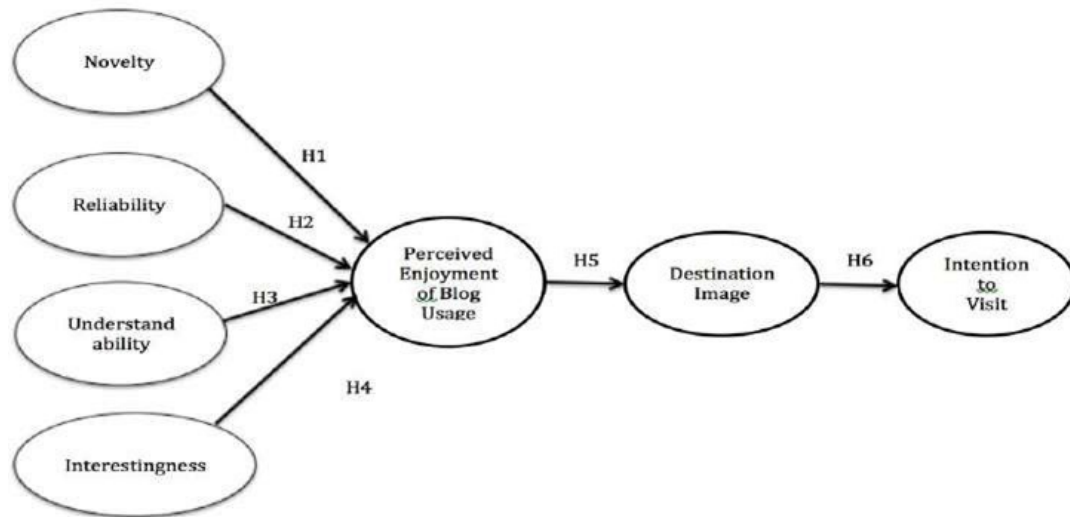 Novelty
H1
Reliability
H2
Perceived
Enjoyment
of Blog
Usage
H5
Destination
Image
H6
Intention
to
Visit
H3
Understand
ability
H4
Interestingness